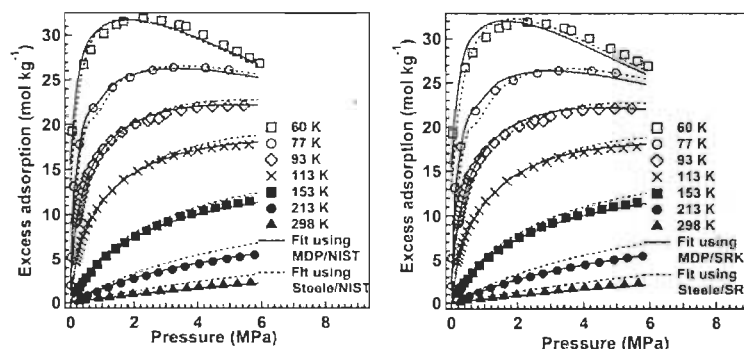 30
25
20
15
10
5
0
Excess adsorption (mol kg⁻¹)
60 K
77 K
93 K
113 K
153 K
213 K
298 K
Fit using
MDP/NIST
Fit using
Steele/NIST
0 2 4 6 8
Pressure (MPa)
30
25
20
15
10
5
0
Excess adsorption (mol kg⁻¹)
60 K
77 K
93 K
113 K
153 K
213 K
298 K
Fit using
MDP/SRK
Fit using
Steele/SR
0 2 4 6 8
Pressure (MPa)